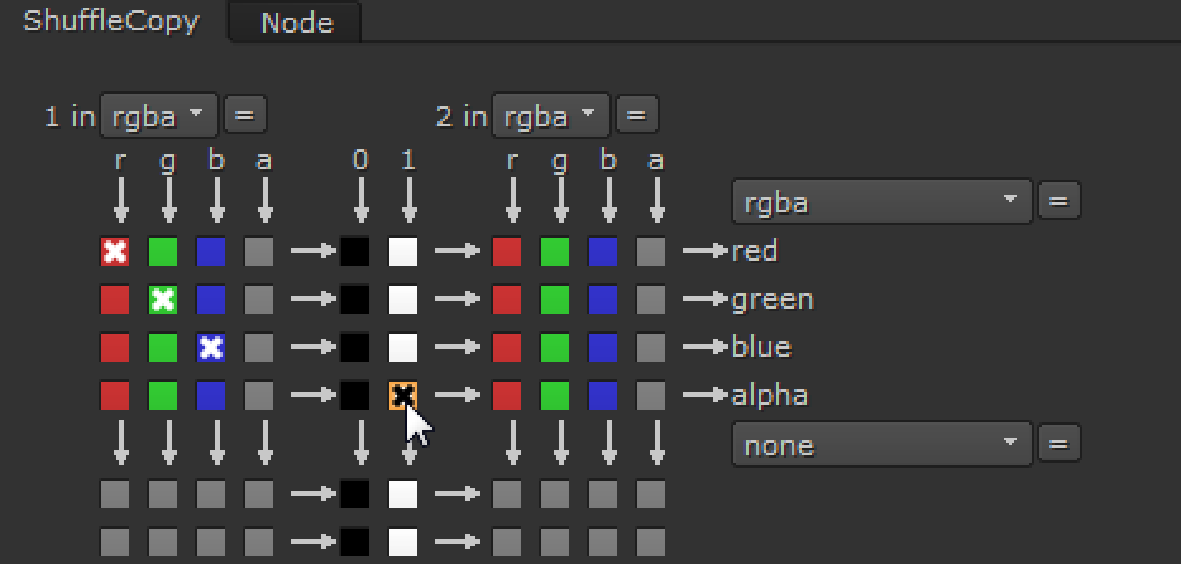 ShuffleCopy Node
1 in rgba = 2 in rgba =
r g b a 0 1 r g b a
rgba =
red
green
blue
alpha
none =